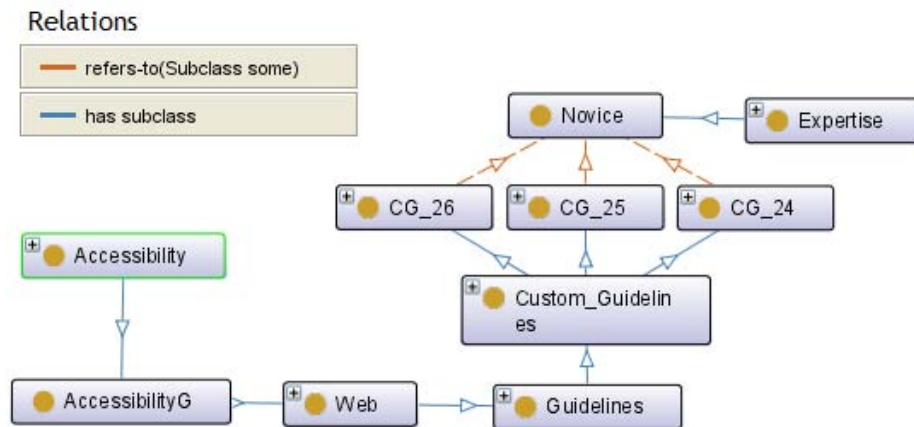 Relations
refers-to(Subclass some)
has subclass
Novice
Expertise
CG_26
CG_25
CG_24
Accessibility
Custom_Guidelin
es
AccessibilityG
Web
Guidelines